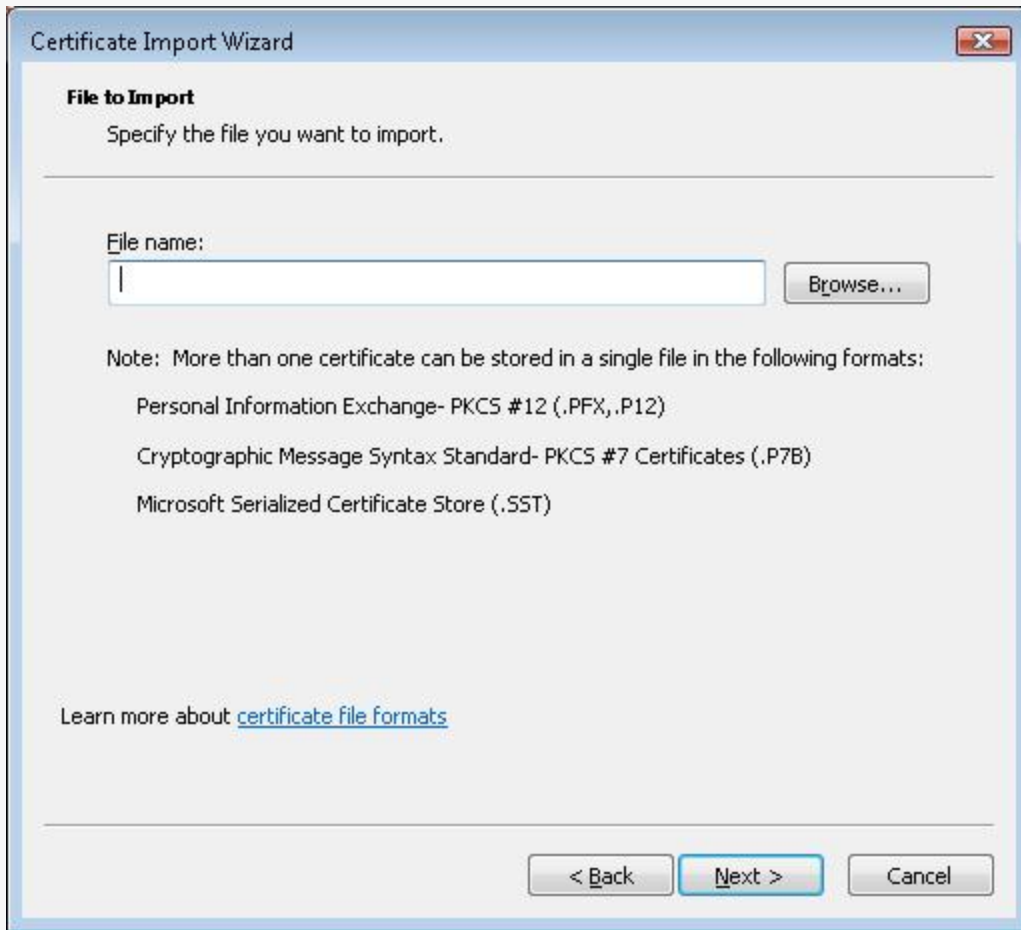 Certificate Import Wizard
File to Import
Specify the file you want to import.
File name:
Browse...
Note:  More than one certificate can be stored in a single file in the following formats:
Personal Information Exchange- PKCS #12 (.PFX,.P12)
Cryptographic Message Syntax Standard- PKCS #7 Certificates (.P7B)
Microsoft Serialized Certificate Store (.SST)
Learn more about certificate file formats
< Back Next > Cancel